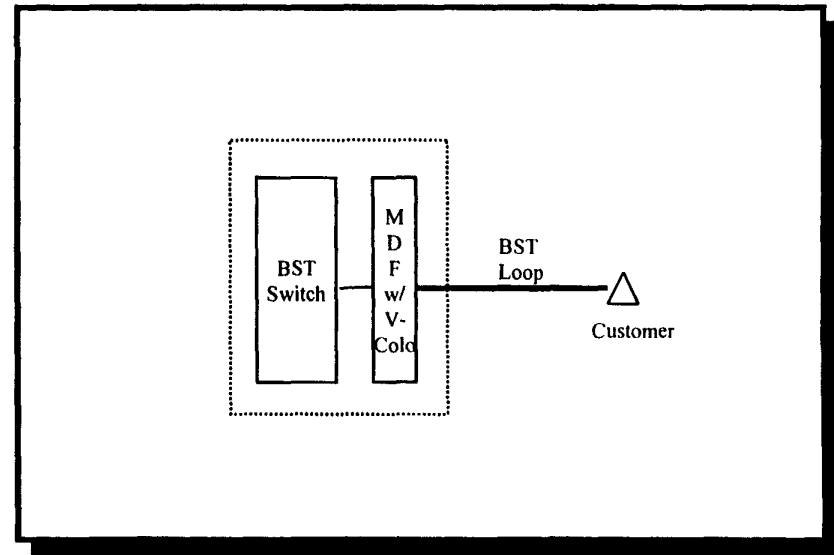 BST
Switch
M
D
F
w/
V-
Colo
BST
Loop
Customer